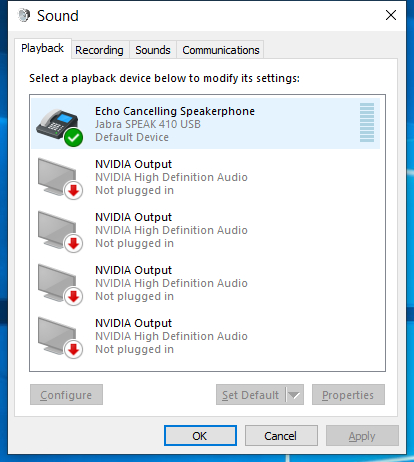 Sound
Playback Recording Sounds Communications
Select a playback device below to modify its settings:
Echo Cancelling Speakerphone
Jabra SPEAK 410 USB
Default Device
NVIDIA Output
NVIDIA High Definition Audio
Not plugged in
NVIDIA Output
NVIDIA High Definition Audio
Not plugged in
NVIDIA Output
NVIDIA High Definition Audio
Not plugged in
NVIDIA Output
NVIDIA High Definition Audio
Not plugged in
Configure Set Default Properties
OK Cancel Apply